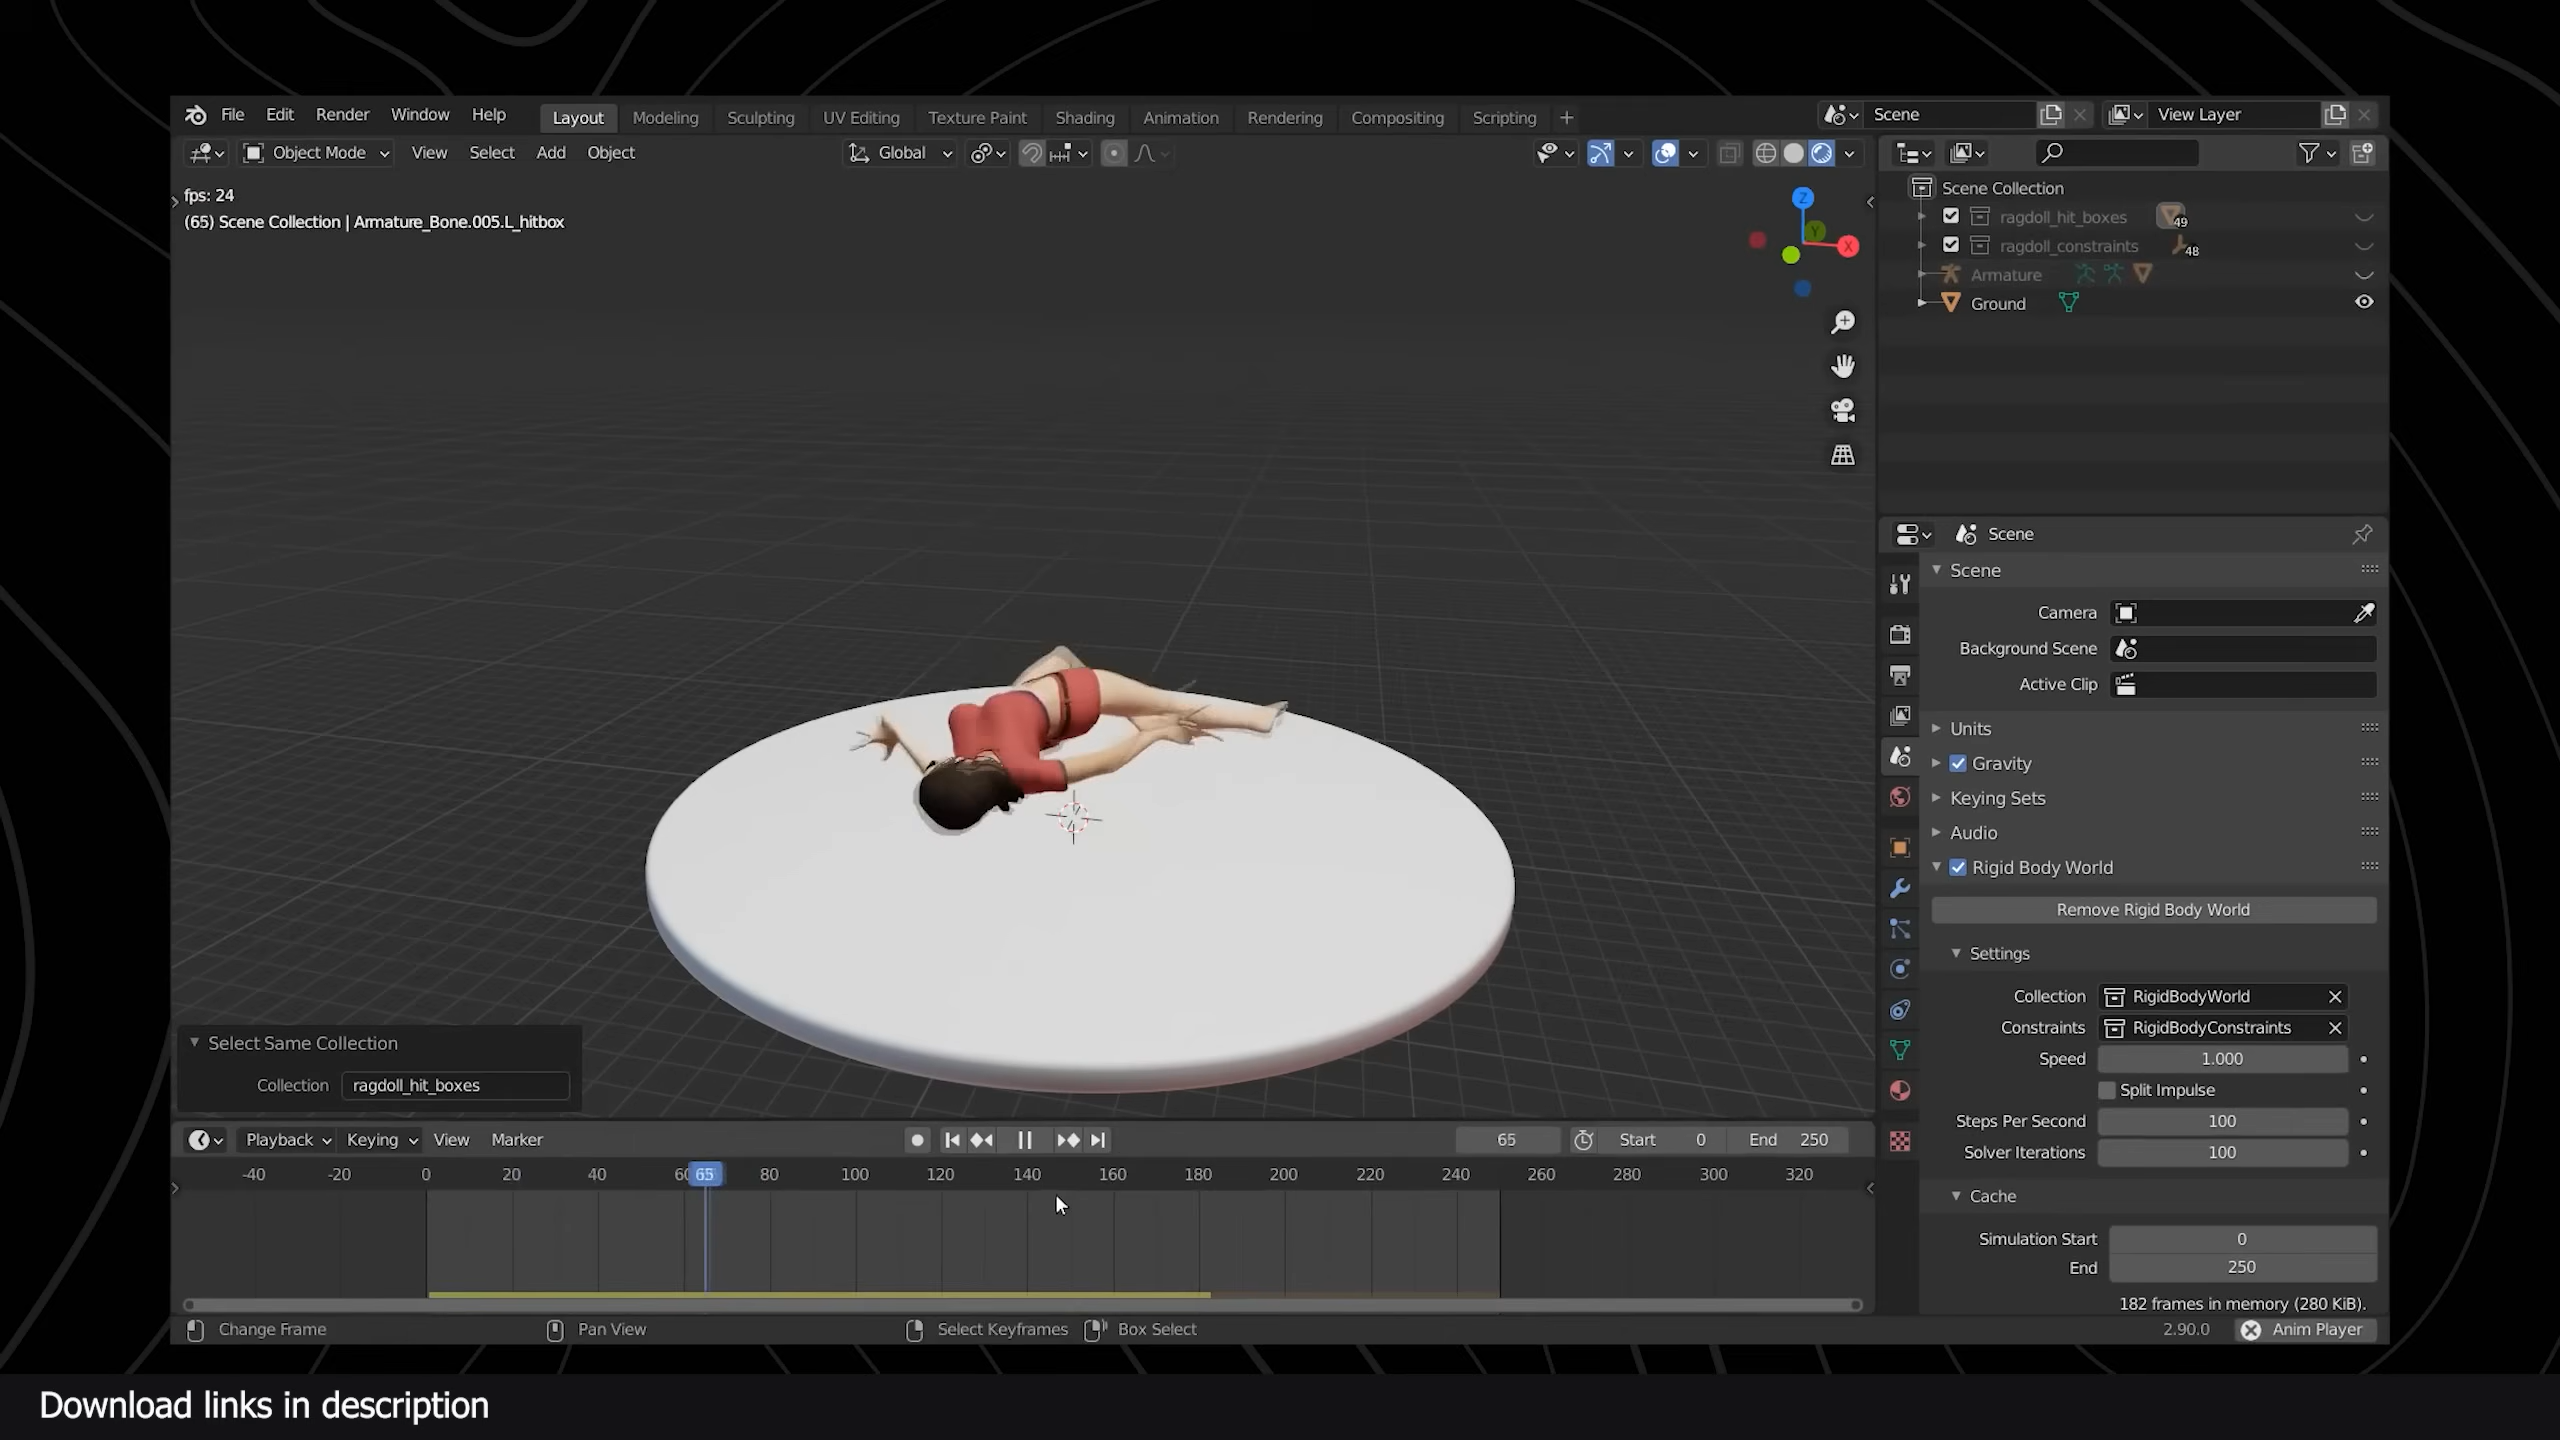 File Edit Render Window Help Layout Modeling Sculpting UV Editing Texture Paint Shading Animation Rendering Compositing Scripting + Scene View Layer
Object Mode View Select Add Object Global
fps: 24
(65) Scene Collection | Armature_Bone.005.L_hitbox
Z
Y
X
Scene Collection
ragdoll_hit_boxes 49
ragdoll_constraints 48
Armature
Ground
Scene
Scene
Camera
Background Scene
Active Clip
Units
Gravity
Keying Sets
Audio
Rigid Body World
Remove Rigid Body World
Settings
Collection RigidBodyWorld
Constraints RigidBodyConstraints
Speed 1.000
Split Impulse
Steps Per Second 100
Solver Iterations 100
Cache
Simulation Start 0
End 250
182 frames in memory (280 KiB).
Select Same Collection
Collection ragdoll_hit_boxes
Playback Keying View Marker 65 Start 0 End 250
-40 -20 0 20 40 60 65 80 100 120 140 160 180 200 220 240 260 280 300 320
Change Frame Pan View Select Keyframes Box Select 2.90.0 Anim Player
Download links in description